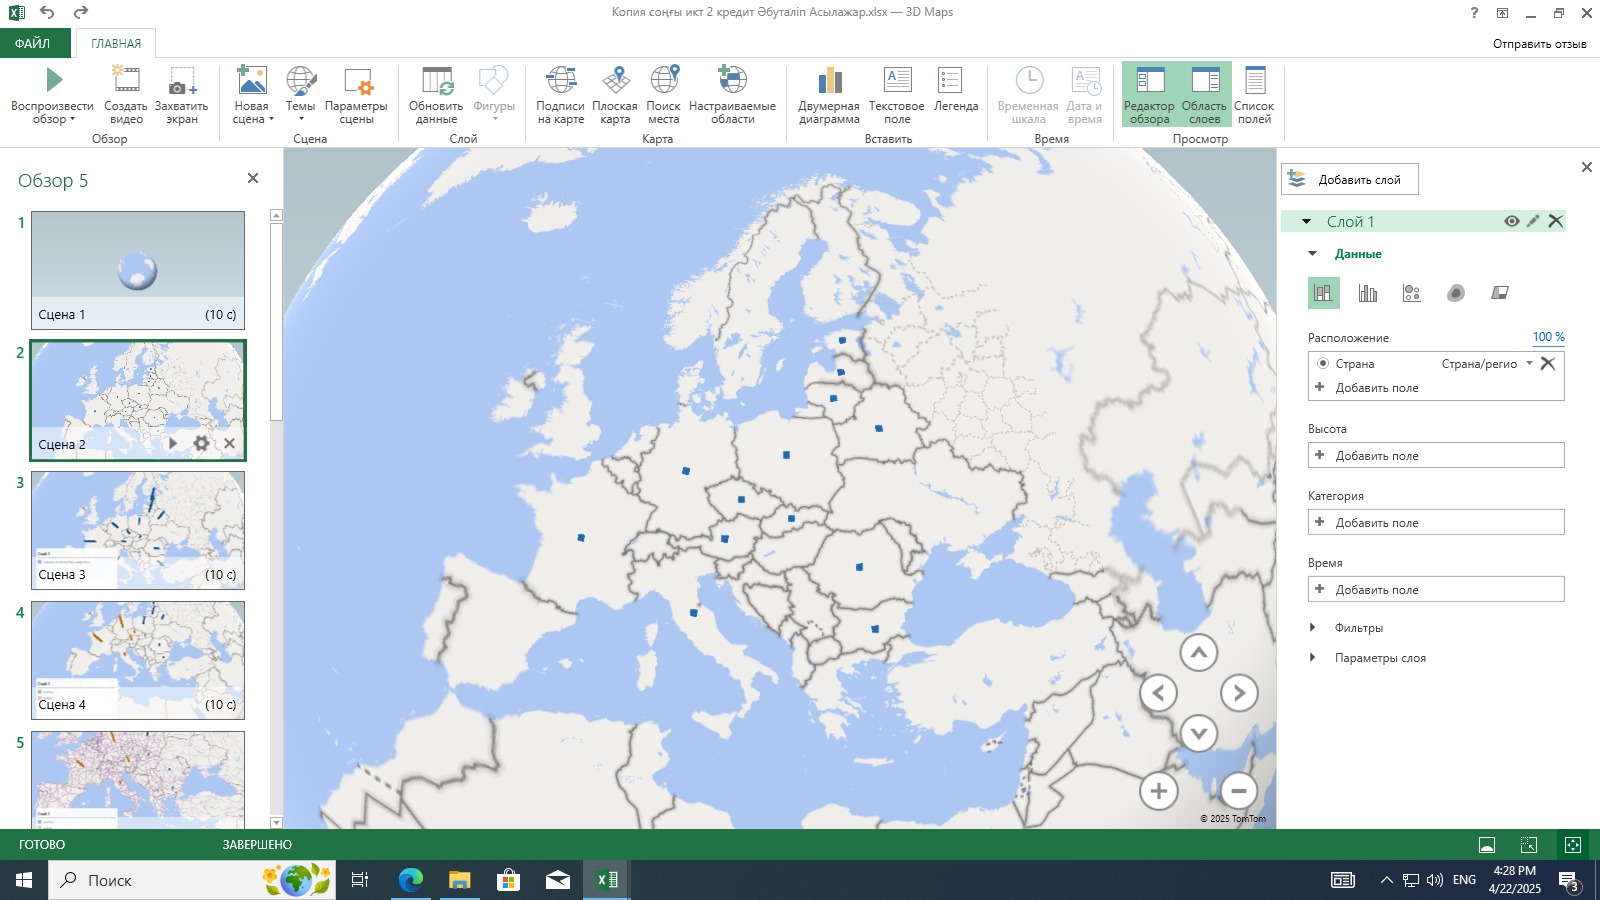 Копия соңғы икт 2 кредит Әбуталіп Асылажар.xlsx — 3D Maps
?
ФАЙЛ
ГЛАВНАЯ
Отправить отзыв
Воспроизвести обзор
Создать видео
Захватить экран
Обзор
Новая сцена
Темы
Параметры сцены
Сцена
Обновить данные
Фигуры
Слой
Подписи на карте
Плоская карта
Поиск места
Настраиваемые области
Карта
Двумерная диаграмма
Текстовое поле
Легенда
Вставить
Временная шкала
Дата и время
Время
Редактор обзора
Область слоев
Список полей
Просмотр
Обзор 5
1
Сцена 1 (10 с)
2
Сцена 2
3
Сцена 3 (10 с)
4
Сцена 4 (10 с)
5
© 2025 TomTom
Добавить слой
Слой 1
Данные
Расположение 100 %
Страна Страна/регио
Добавить поле
Высота
Добавить поле
Категория
Добавить поле
Время
Добавить поле
Фильтры
Параметры слоя
ГОТОВО ЗАВЕРШЕНО
Поиск
ENG
4:28 PM
4/22/2025
3